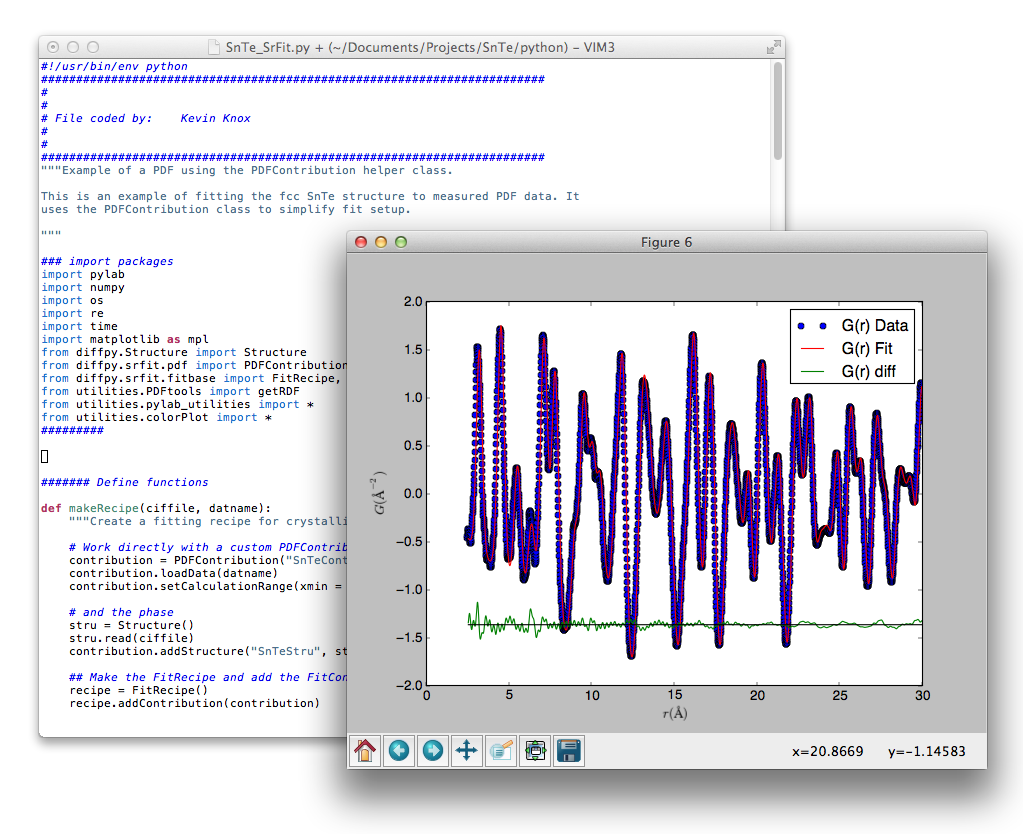 SnTe_SrFit.py + (~/Documents/Projects/SnTe/python) – VIM3
#!/usr/bin/env python
########################################################################
#
#
# File coded by:    Kevin Knox
#
#
########################################################################
"""Example of a PDF using the PDFContribution helper class.
This is an example of fitting the fcc SnTe structure to measured PDF data. It
uses the PDFContribution class to simplify fit setup.
"""
### import packages
import pylab
import numpy
import os
import re
import time
import matplotlib as mpl
from diffpy.Structure import Structure
from diffpy.srfit.pdf import PDFContribution
from diffpy.srfit.fitbase import FitRecipe,
from utilities.PDFtools import getRDF
from utilities.pylab_utilities import *
from utilities.colorPlot import *
#########
####### Define functions
def makeRecipe(ciffile, datname):
    """Create a fitting recipe for crystalli
    # Work directly with a custom PDFContrib
    contribution = PDFContribution("SnTeCont
    contribution.loadData(datname)
    contribution.setCalculationRange(xmin =
    # and the phase
    stru = Structure()
    stru.read(ciffile)
    contribution.addStructure("SnTeStru", st
    ## Make the FitRecipe and add the FitCon
    recipe = FitRecipe()
    recipe.addContribution(contribution)
Figure 6
G(r) Data
G(r) Fit
G(r) diff
2.0
1.5
1.0
0.5
0.0
−0.5
−1.0
−1.5
−2.0
G(Å⁻²)
0 5 10 15 20 25 30
r(Å)
x=20.8669 y=−1.14583